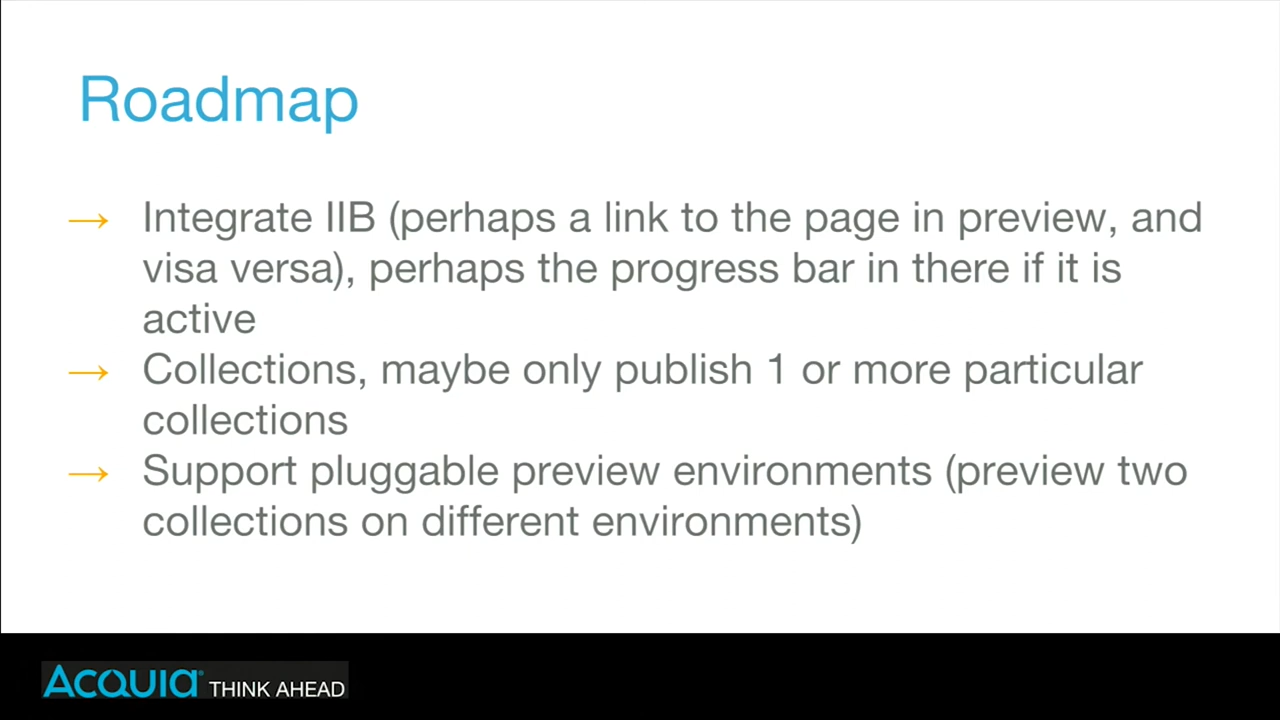 Roadmap
→ Integrate IIB (perhaps a link to the page in preview, and
visa versa), perhaps the progress bar in there if it is
active
→ Collections, maybe only publish 1 or more particular
collections
→ Support pluggable preview environments (preview two
collections on different environments)
Acquia THINK AHEAD